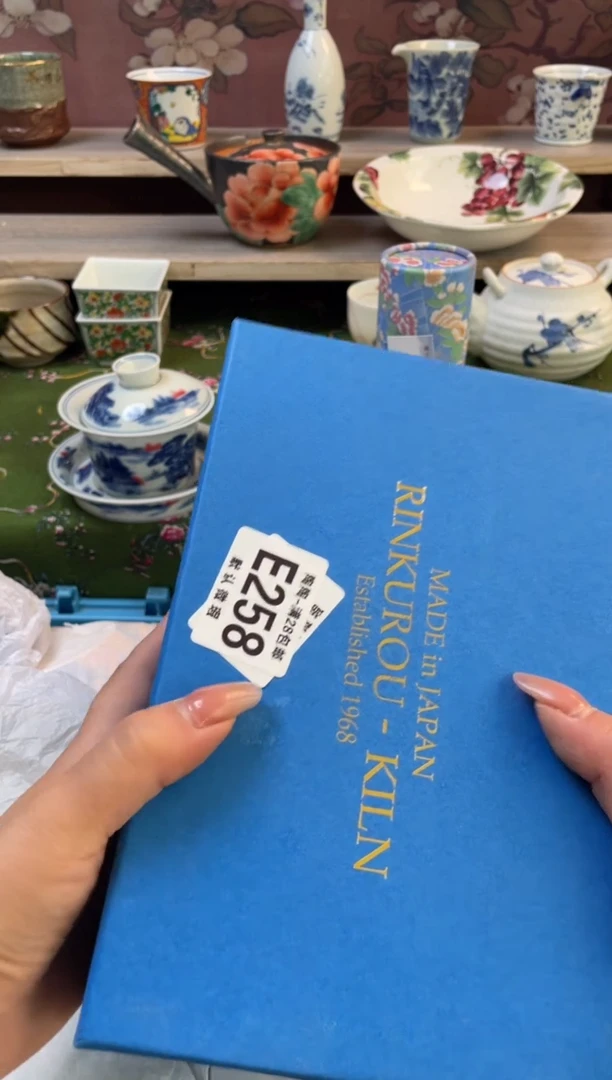 MADE in JAPAN
RINKUROU - KILN
Established 1968
E258